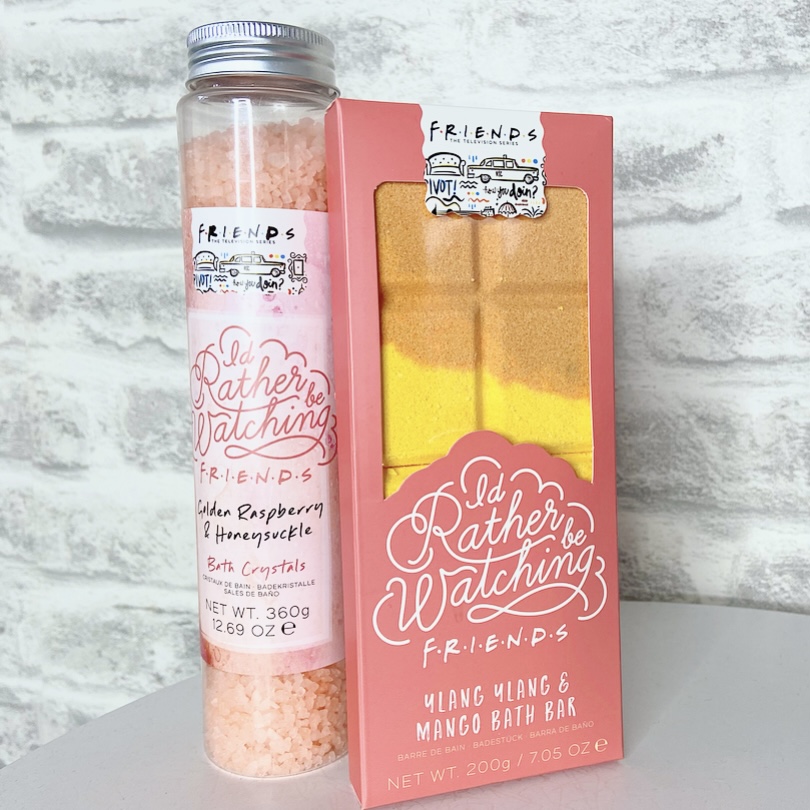 F·R·I·E·N·D·S
THE TELEVISION SERIES
PIVOT!
how you doin?
I'd
Rather be
Watching
F·R·I·E·N·D·S
Golden Raspberry
& Honeysuckle
Bath Crystals
CRISTAUX DE BAIN · BADEKRISTALLE
SALES DE BAÑO
NET WT. 360g
12.69 OZ e
F·R·I·E·N·D·S
THE TELEVISION SERIES
PIVOT!
how you doin?
I'd
Rather be
Watching
F·R·I·E·N·D·S
YLANG YLANG &
MANGO BATH BAR
BARRE DE BAIN · BADESTÜCK · BARRA DE BAÑO
NET WT. 200g / 7.05 OZ e